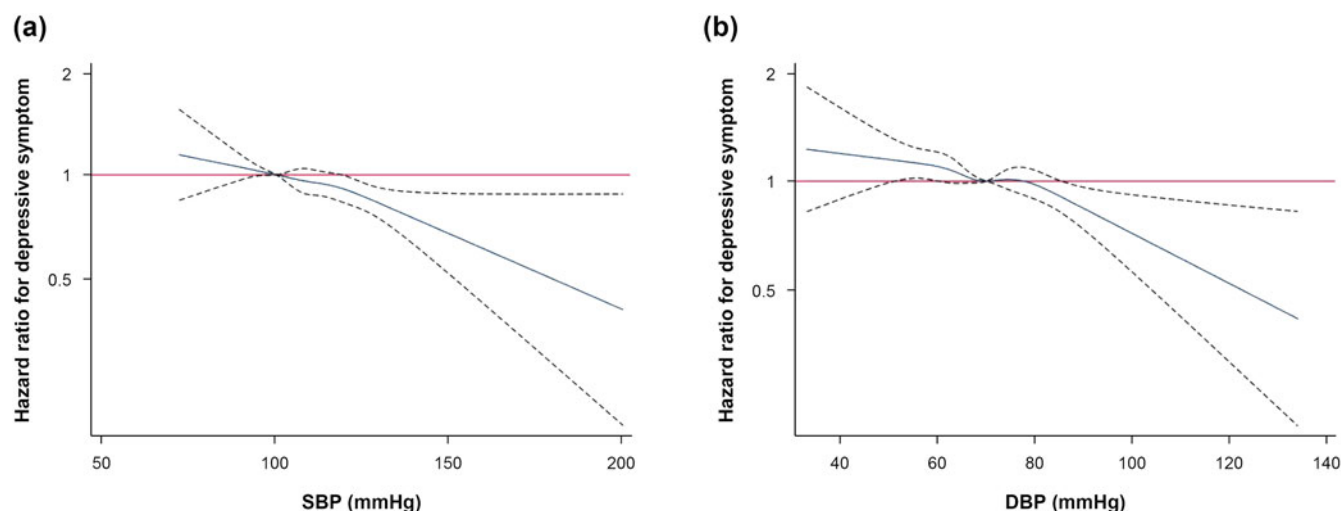 (a)
Hazard ratio for depressive symptom
2
1
0.5
50 100 150 200
SBP (mmHg)
(b)
Hazard ratio for depressive symptom
2
1
0.5
40 60 80 100 120 140
DBP (mmHg)